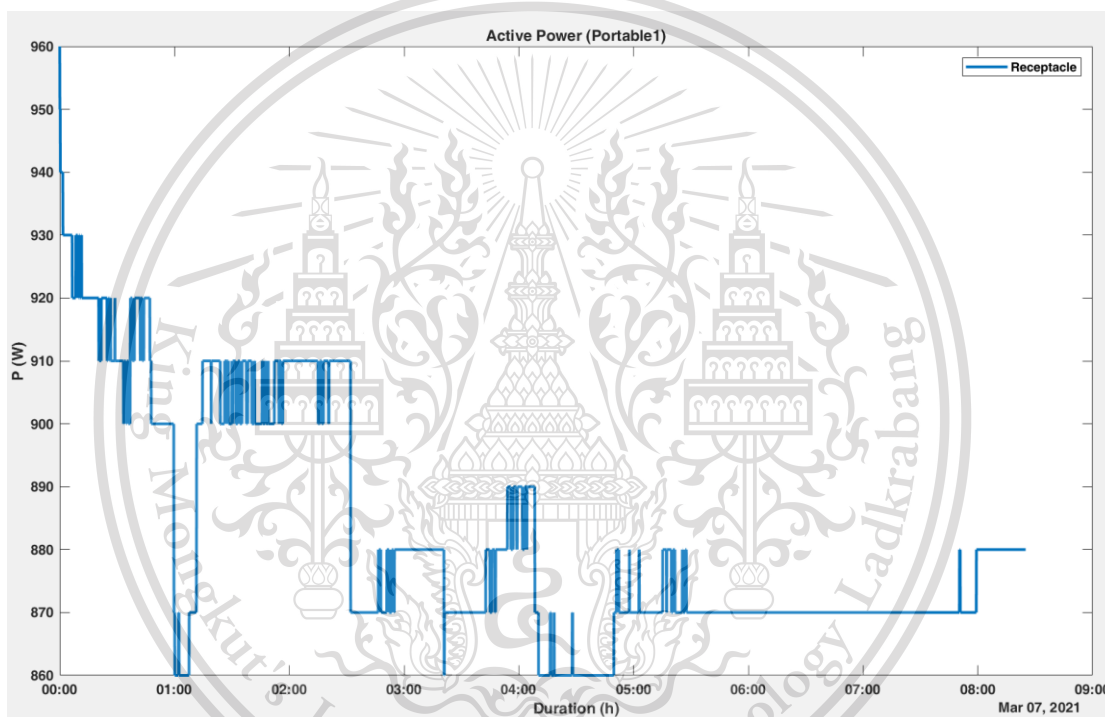 Active Power (Portable1)
Receptacle
P (W)
960
950
940
930
920
910
900
890
880
870
860
00:00 01:00 02:00 03:00 04:00 05:00 06:00 07:00 08:00 09:00
Duration (h)
Mar 07, 2021
King Mongkut's
ology Ladkrabang